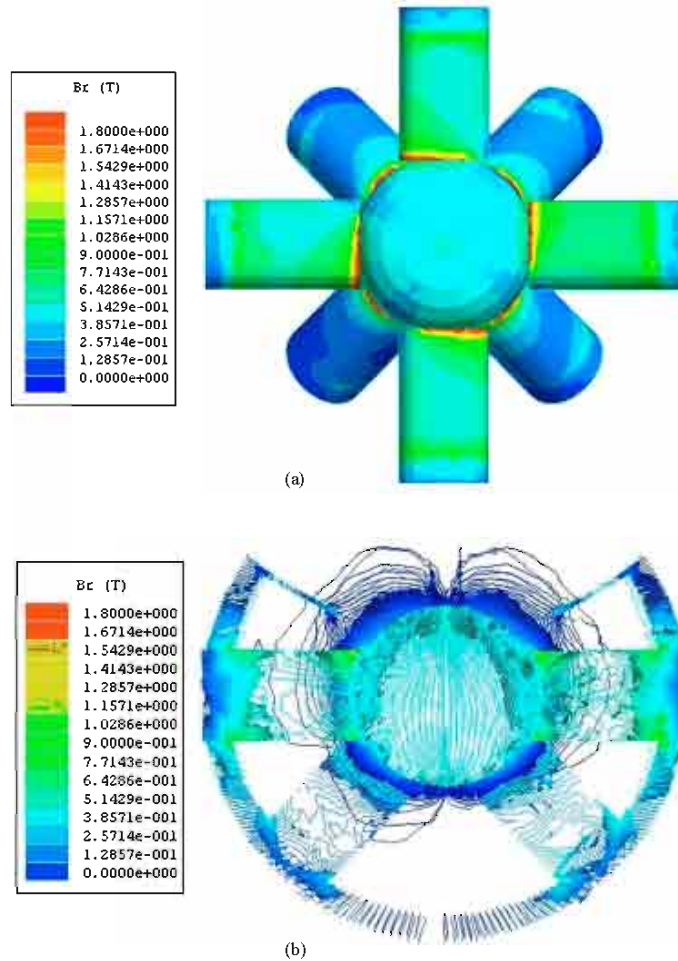 Br (T)
1.8000e+000
1.6714e+000
1.5429e+000
1.4143e+000
1.2857e+000
1.1571e+000
1.0286e+000
9.0000e-001
7.7143e-001
6.4286e-001
5.1429e-001
3.8571e-001
2.5714e-001
1.2857e-001
0.0000e+000
(a)
Br (T)
1.8000e+000
1.6714e+000
1.5429e+000
1.4143e+000
1.2857e+000
1.1571e+000
1.0286e+000
9.0000e-001
7.7143e-001
6.4286e-001
5.1429e-001
3.8571e-001
2.5714e-001
1.2857e-001
0.0000e+000
(b)